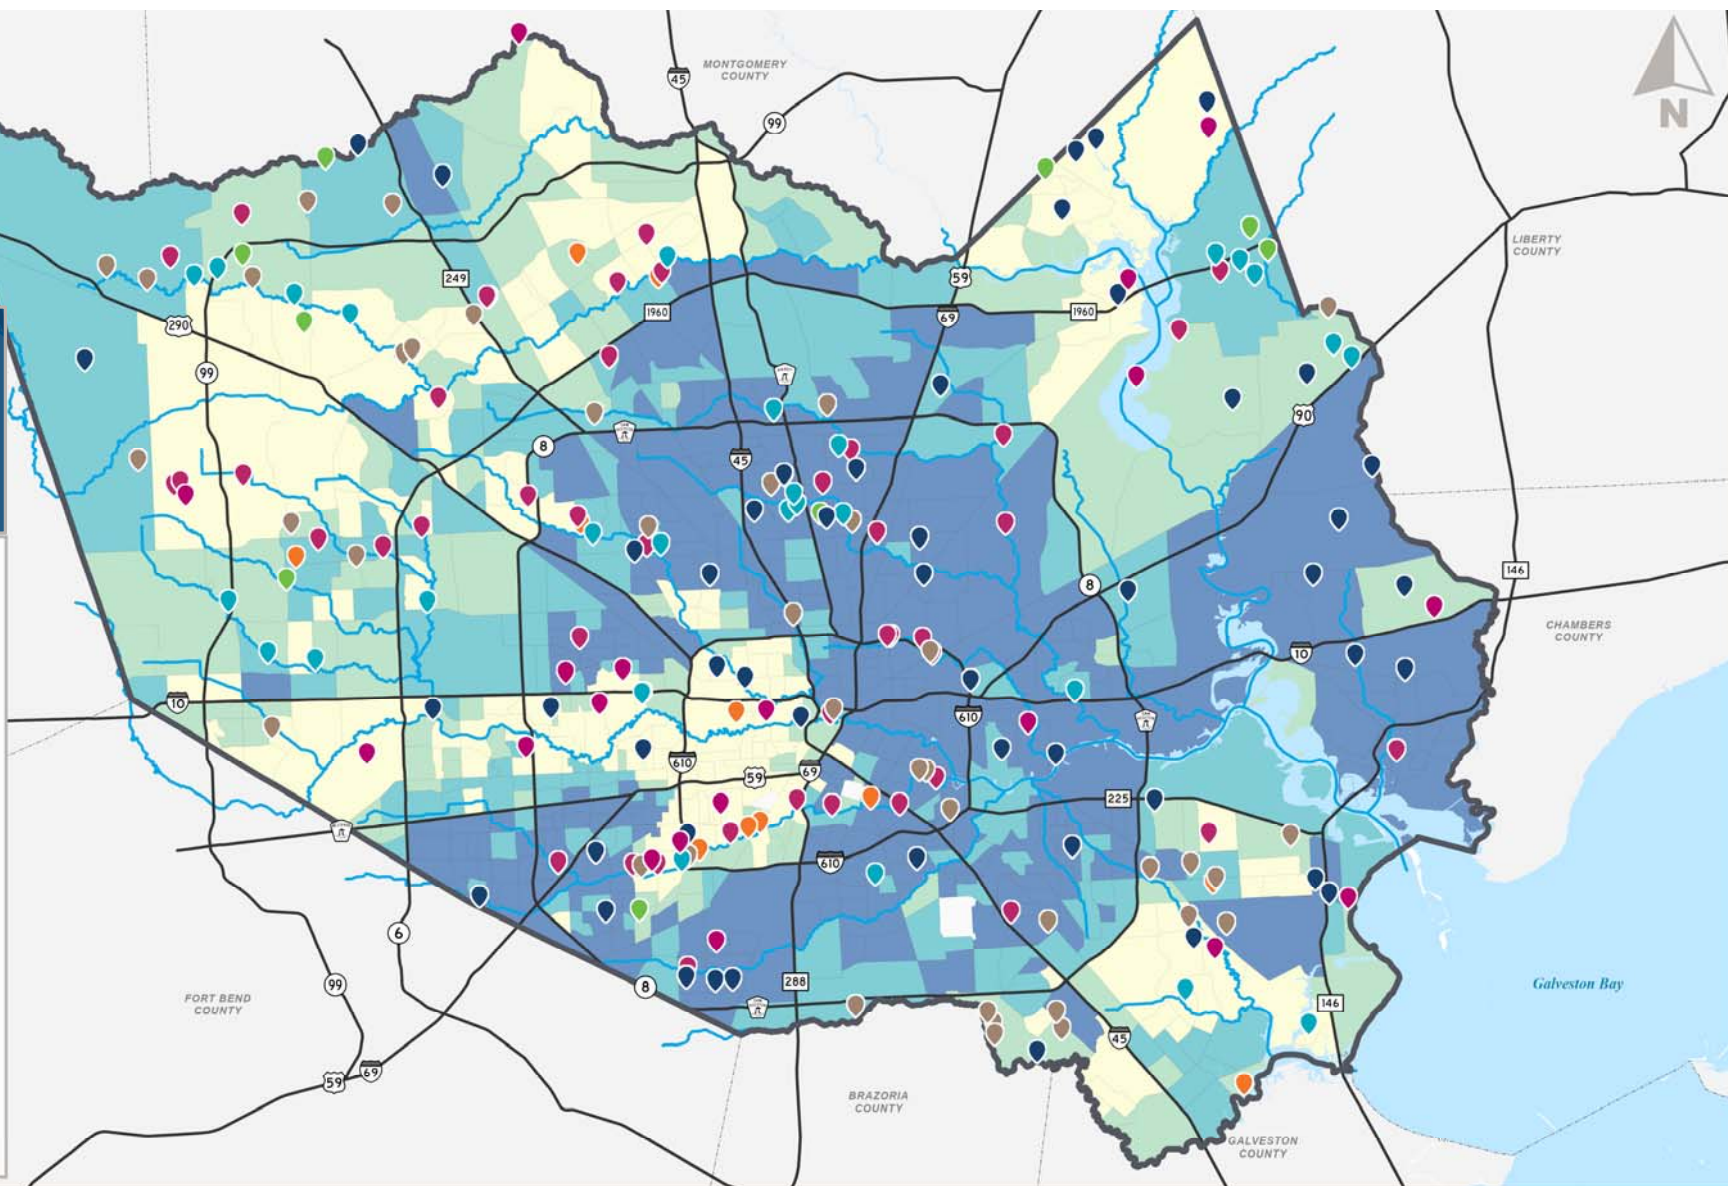 MONTGOMERY
COUNTY
45
99
N
LIBERTY
COUNTY
59
249
1960
69
1960
290
99
90
8
45
146
8
CHAMBERS
COUNTY
10
10
610
610
59
69
225
610
6
99
8
288
146
Galveston Bay
FORT BEND
COUNTY
45
59
69
BRAZORIA
COUNTY
GALVESTON
COUNTY